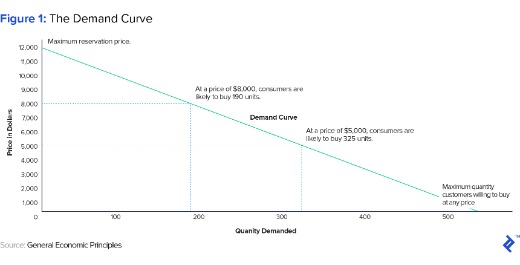 Figure 1: The Demand Curve
Maximum reservation price.
12,000
11,000
10,000
9,000
8,000
7,000
6,000
5,000
4,000
3,000
2,000
1,000
0
Price in Dollars
At a price of $8,000, consumers are
likely to buy 190 units.
Demand Curve
At a price of $5,000, consumers are
likely to buy 325 units.
Maximum quantity
customers willing to buy
at any price
100
200
300
400
500
Quanity Demanded
Source: General Economic Principles
TM